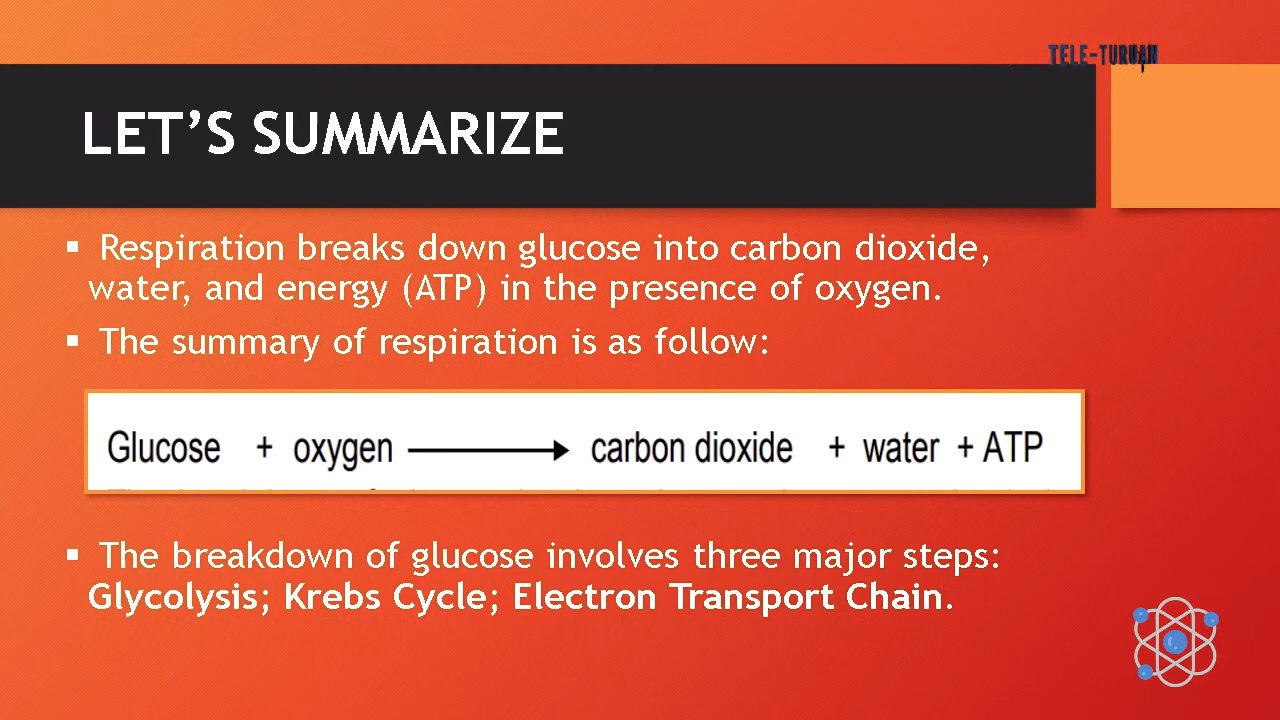 TELE-TURUAN
LET’S SUMMARIZE
▪ Respiration breaks down glucose into carbon dioxide,
water, and energy (ATP) in the presence of oxygen.
▪ The summary of respiration is as follow:
Glucose + oxygen ⟶ carbon dioxide + water + ATP
▪ The breakdown of glucose involves three major steps:
Glycolysis; Krebs Cycle; Electron Transport Chain.